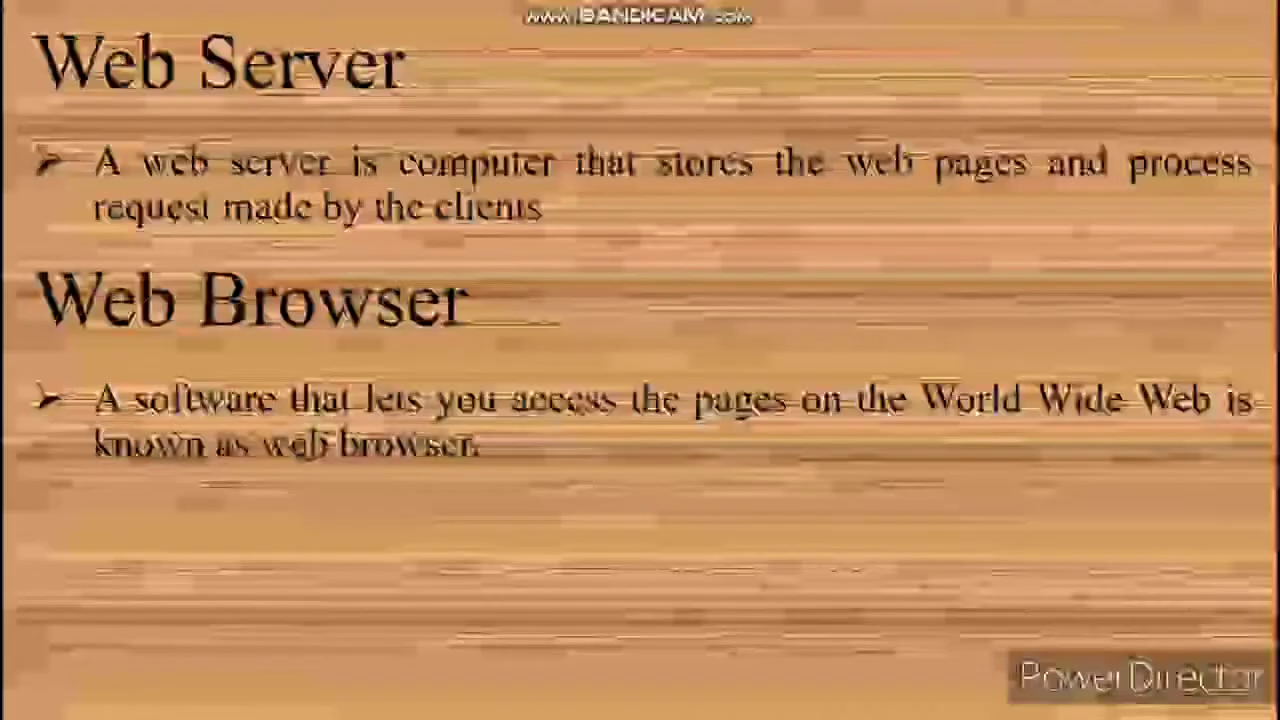 www.BANDICAM.com
Web Server
➢ A web server is computer that stores the web pages and process
request made by the clients
Web Browser
➢ A software that lets you access the pages on the World Wide Web is
known as web browser.
PowerDirector